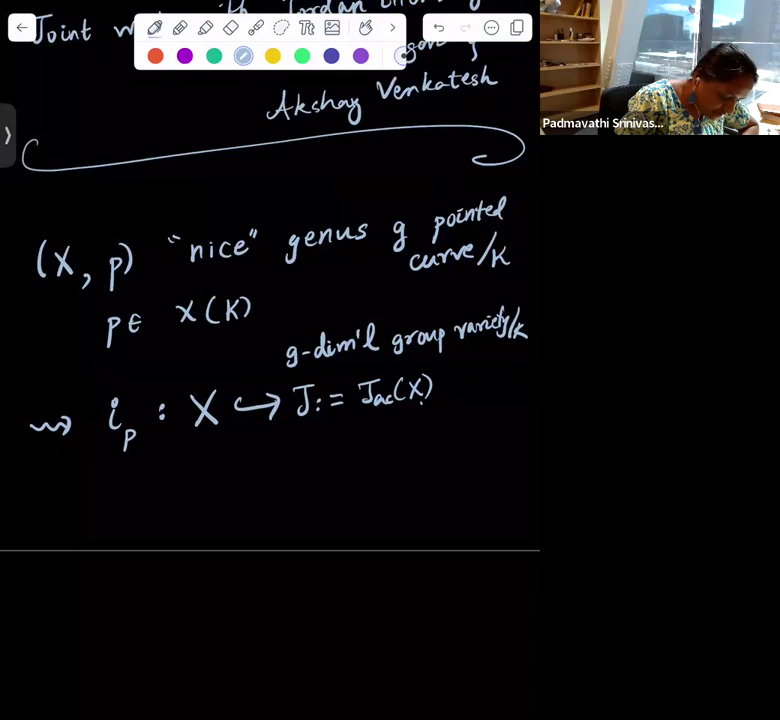 Joint
Akshay Venkatesh
(X, p) "nice" genus g pointed
curve/K
p ∈ X(K)
g-dim'l group variety/K
⇝ i_p : X ↪ J := Jac(X)
Padmavathi Srinivas...